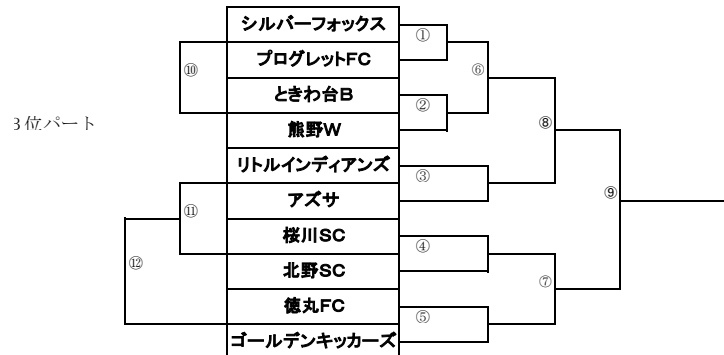 シルバーフォックス
①
プログレットFC
⑩
⑥
ときわ台B
②
⑧
3位パート
熊野W
リトルインディアンズ
③
⑨
アズサ
⑪
桜川SC
④
⑫
北野SC
⑦
徳丸FC
⑤
ゴールデンキッカーズ